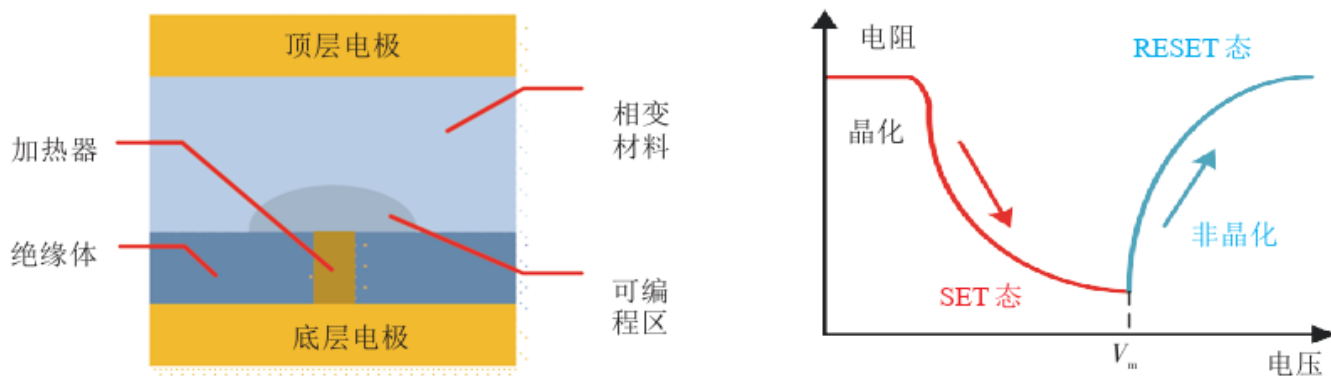 顶层电极
加热器
绝缘体
相变
材料
可编
程区
底层电极
电阻
RESET 态
晶化
非晶化
SET 态
Vm
电压